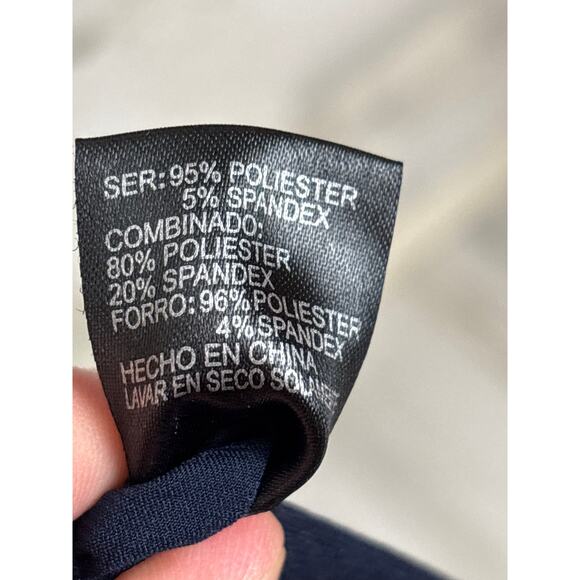 SER: 95% POLIESTER
5% SPANDEX
COMBINADO:
80% POLIESTER
20% SPANDEX
FORRO: 96% POLIESTER
4% SPANDEX
HECHO EN CHINA
LAVAR EN SECO